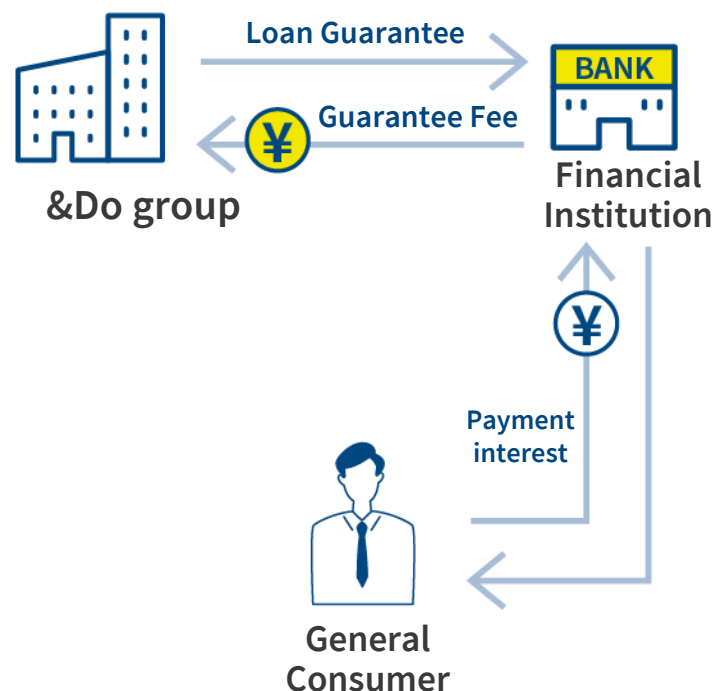 Loan Guarantee
BANK
¥
Guarantee Fee
&Do group
Financial
Institution
¥
Payment
interest
General
Consumer